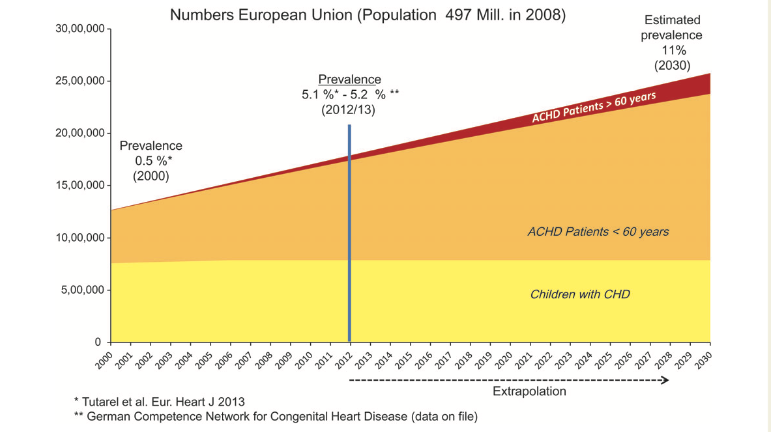 Numbers European Union (Population 497 Mill. in 2008)
Estimated
prevalence
11%
(2030)
Prevalence
5.1 %* - 5.2 % **
(2012/13)
Prevalence
0.5 %*
(2000)
30,00,000
25,00,000
20,00,000
15,00,000
10,00,000
5,00,000
0
ACHD Patients > 60 years
ACHD Patients < 60 years
Children with CHD
2000 2001 2002 2003 2004 2005 2006 2007 2008 2009 2010 2011 2012 2013 2014 2015 2016 2017 2018 2019 2020 2021 2022 2023 2024 2025 2026 2027 2028 2029 2030
Extrapolation
* Tutarel et al. Eur. Heart J 2013
** German Competence Network for Congenital Heart Disease (data on file)